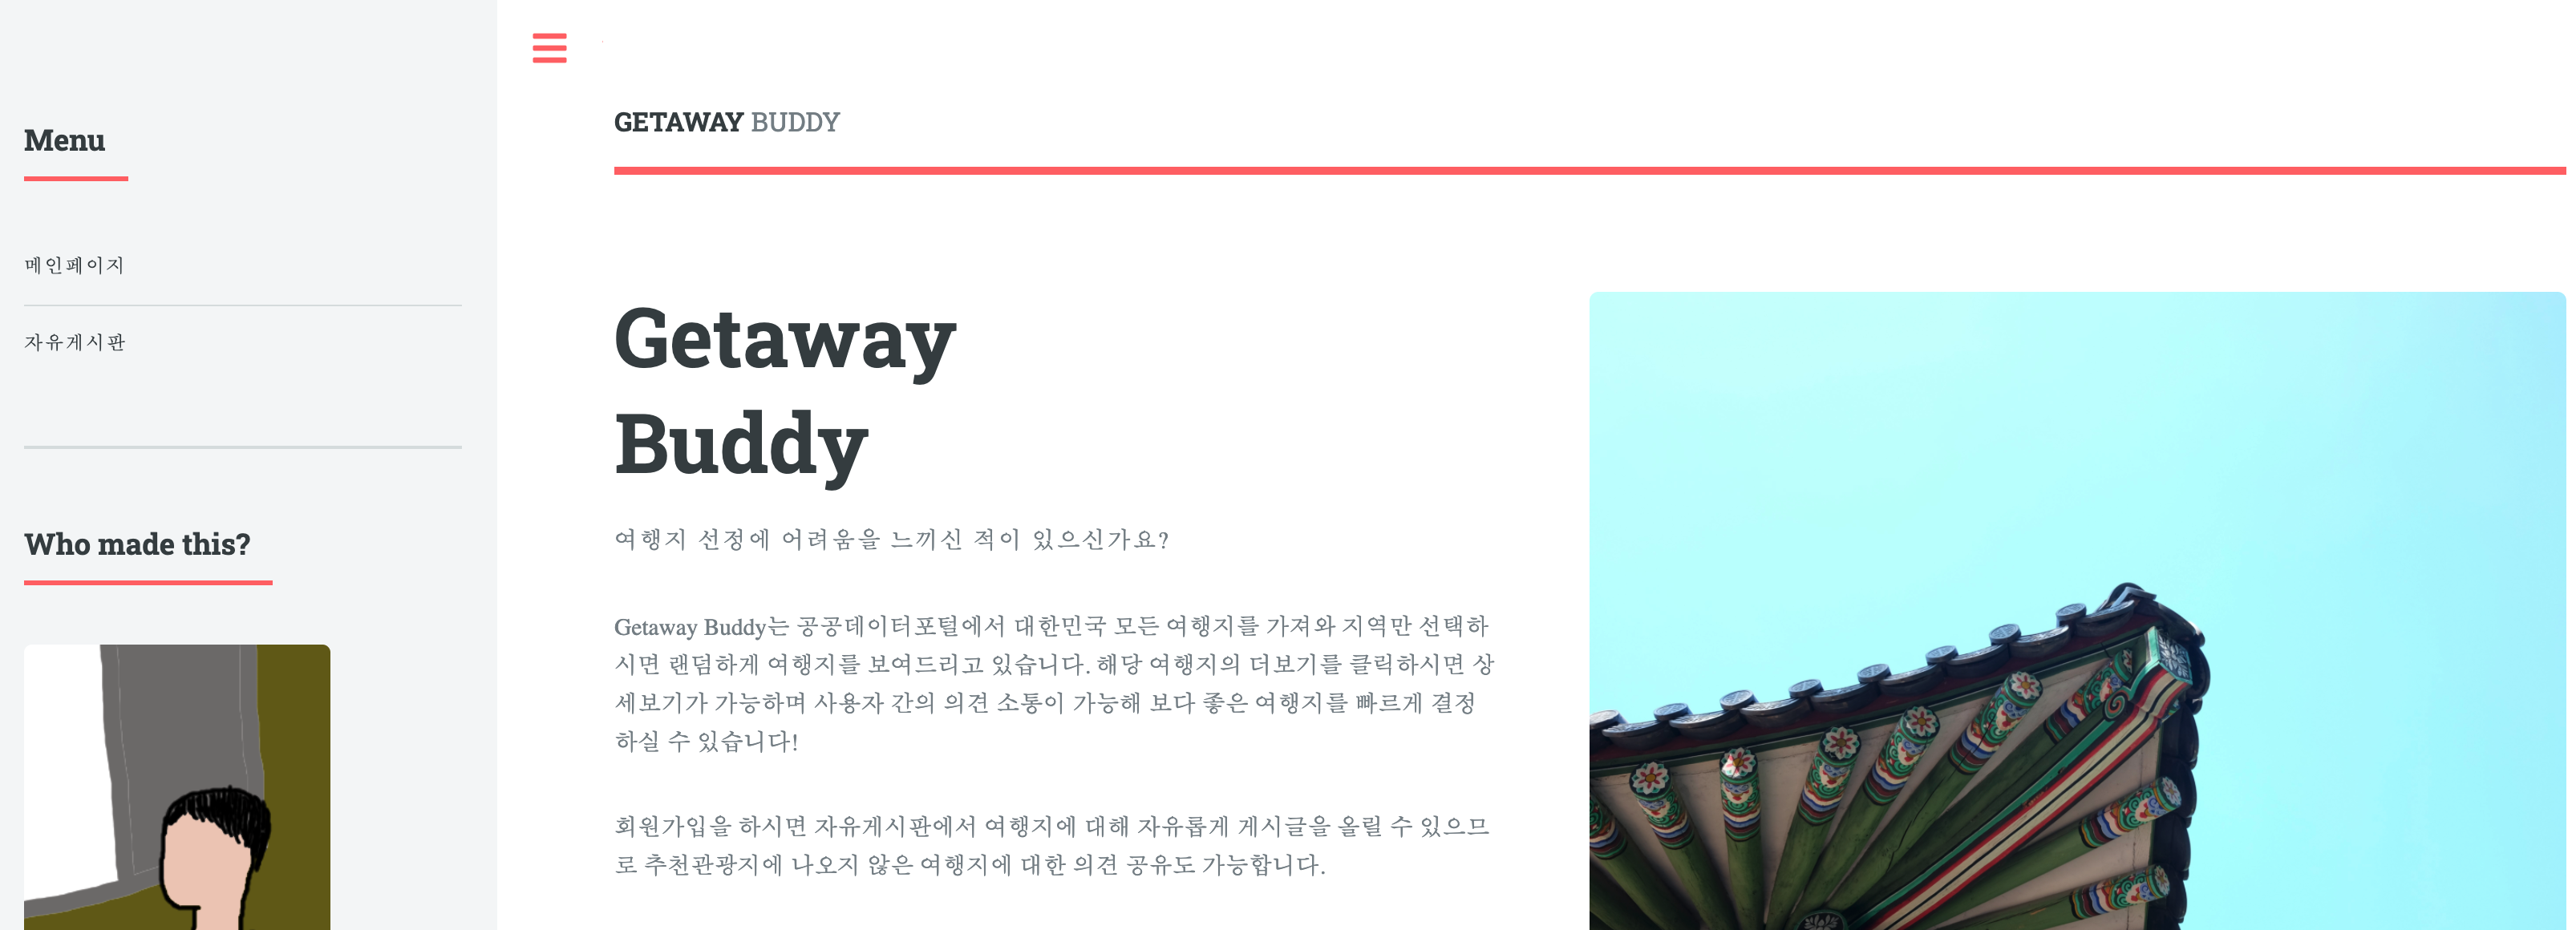 Menu
메인페이지
자유게시판
Who made this?
GETAWAY BUDDY
Getaway
Buddy
여행지 선정에 어려움을 느끼신 적이 있으신가요?
Getaway Buddy는 공공데이터포털에서 대한민국 모든 여행지를 가져와 지역만 선택하
시면 랜덤하게 여행지를 보여드리고 있습니다. 해당 여행지의 더보기를 클릭하시면 상
세보기가 가능하며 사용자 간의 의견 소통이 가능해 보다 좋은 여행지를 빠르게 결정
하실 수 있습니다!
회원가입을 하시면 자유게시판에서 여행지에 대해 자유롭게 게시글을 올릴 수 있으므
로 추천관광지에 나오지 않은 여행지에 대한 의견 공유도 가능합니다.